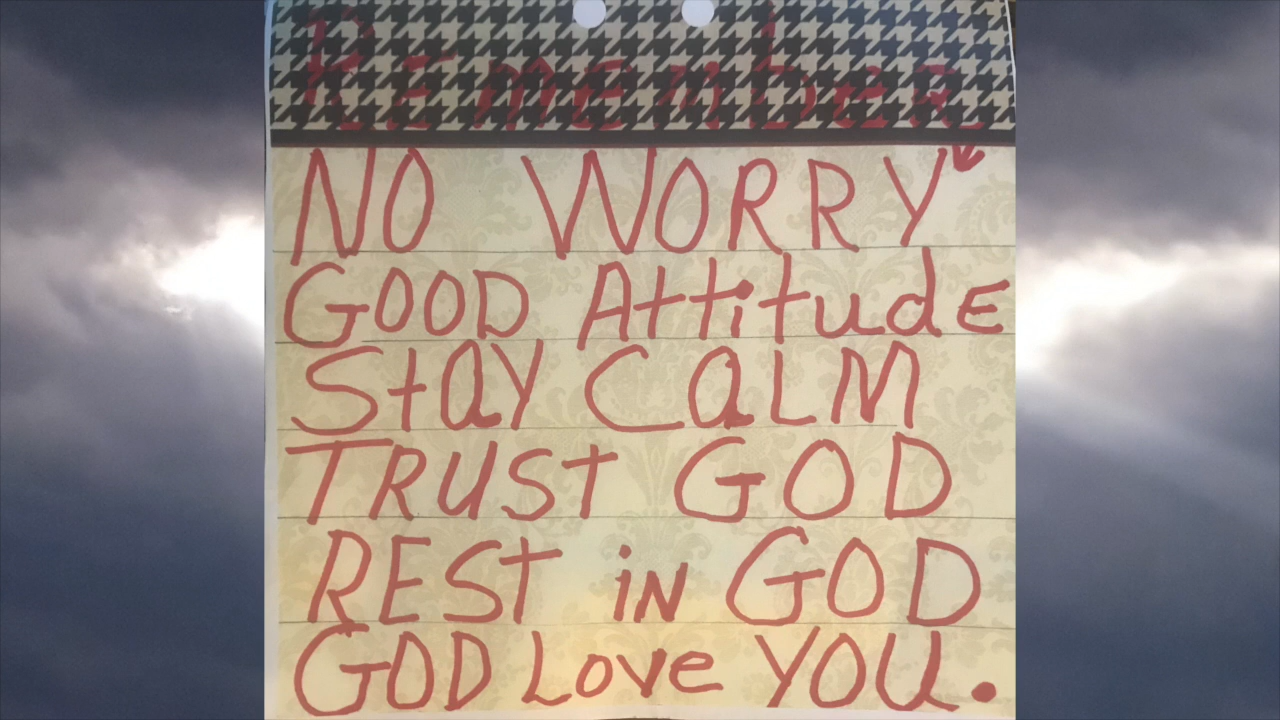 Remember
NO WORRY
GOOD AttitudE
StaY CaLM
TRUSt GOD
RESt iN GOD
GOD Love YOU.